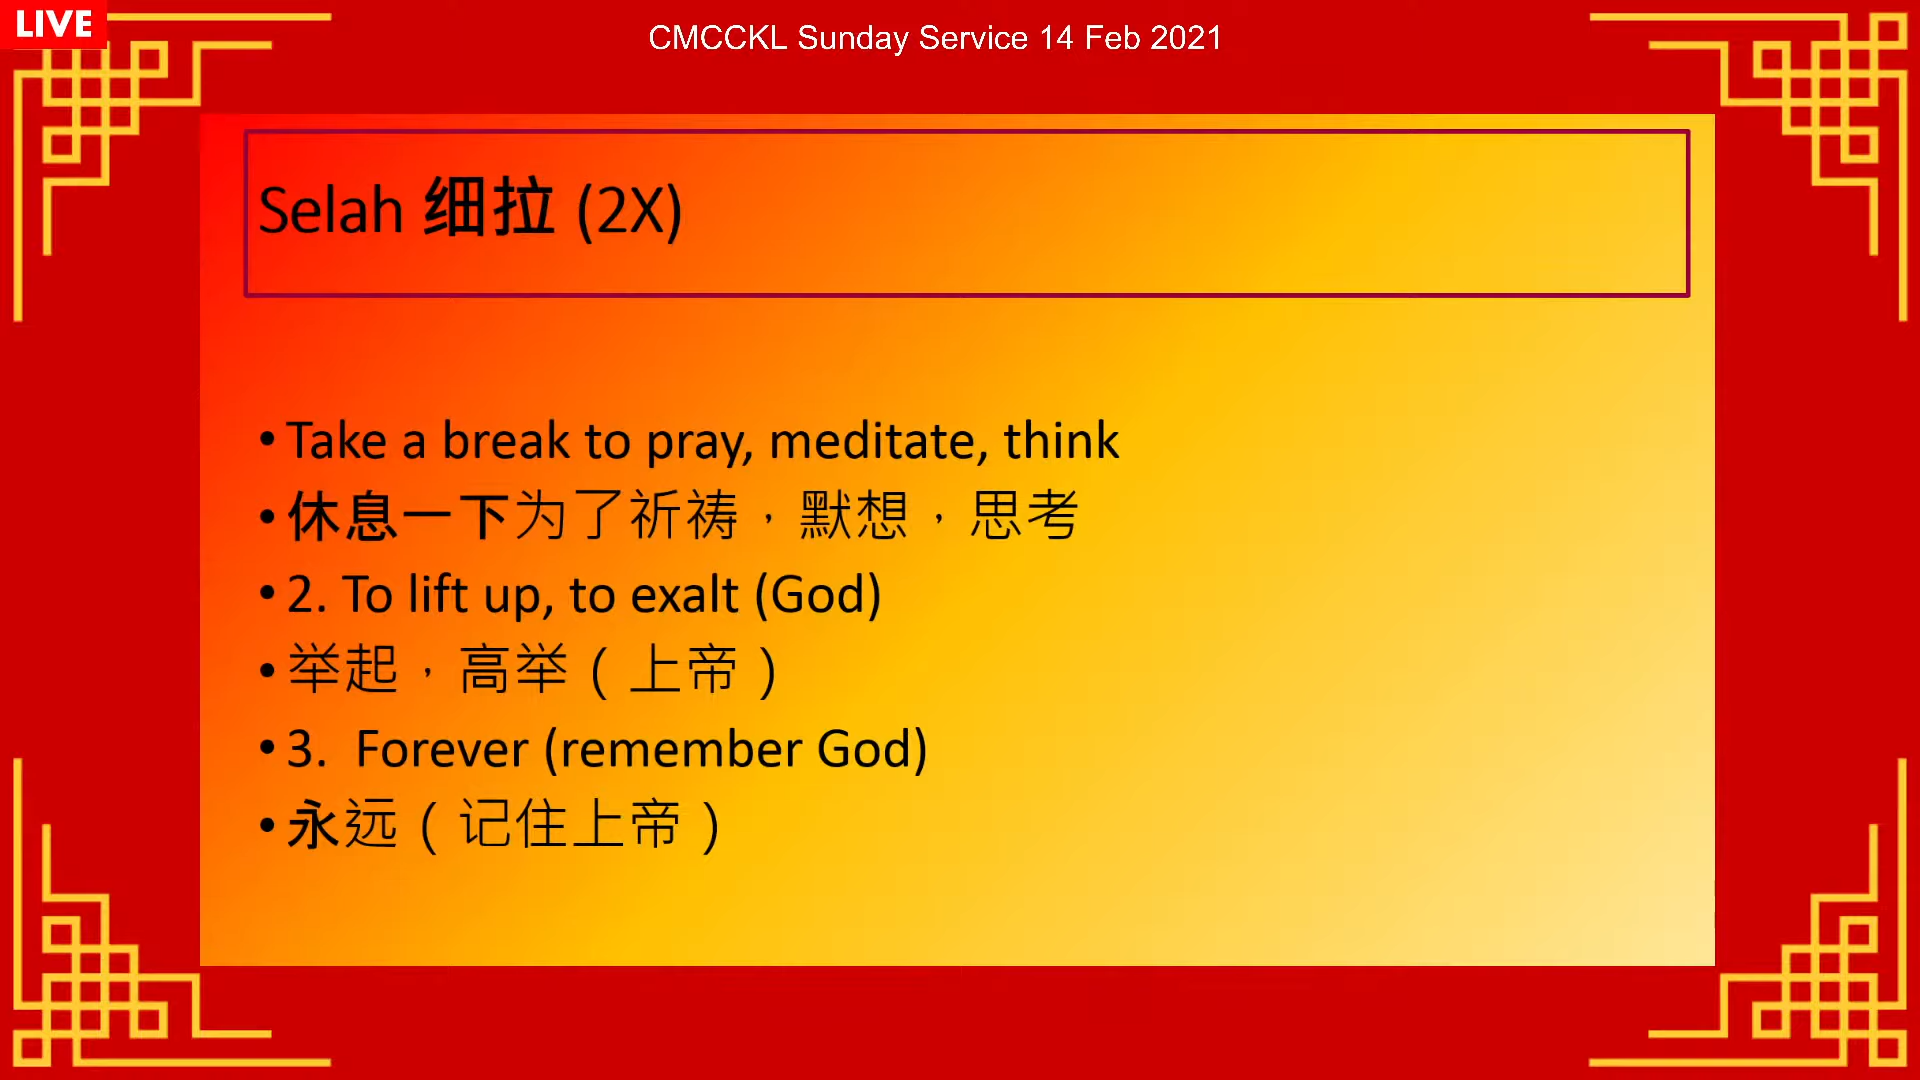 LIVE
CMCCKL Sunday Service 14 Feb 2021
Selah 细拉 (2X)
• Take a break to pray, meditate, think
• 休息一下为了祈祷，默想，思考
• 2. To lift up, to exalt (God)
• 举起，高举（上帝）
• 3.  Forever (remember God)
• 永远（记住上帝）